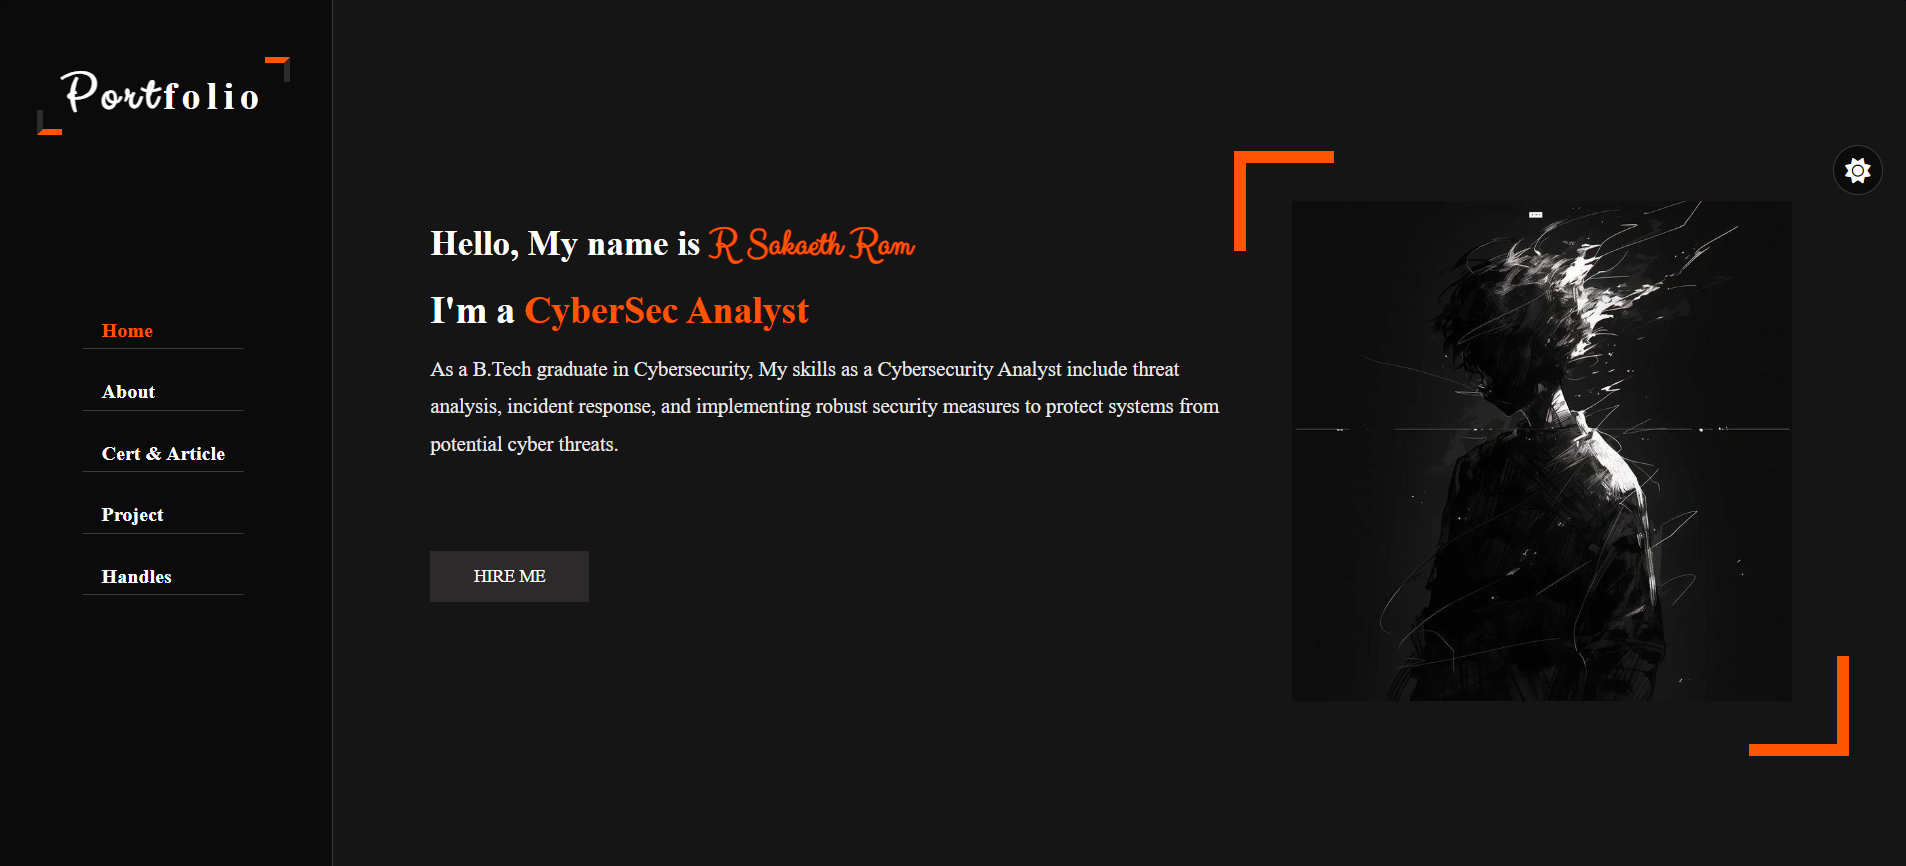 Portfolio
Home
About
Cert & Article
Project
Handles
Hello, My name is R Sakaeth Ram
I'm a CyberSec Analyst
As a B.Tech graduate in Cybersecurity, My skills as a Cybersecurity Analyst include threat
analysis, incident response, and implementing robust security measures to protect systems from
potential cyber threats.
HIRE ME